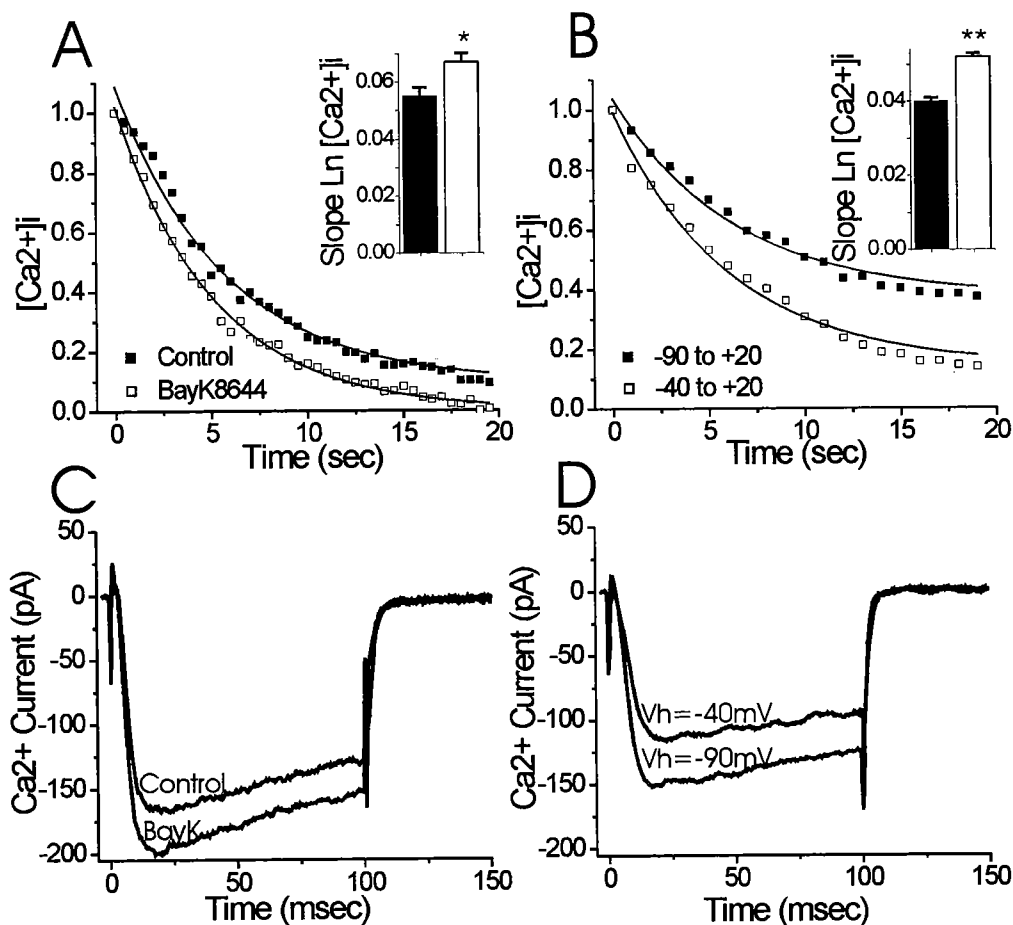 A
[Ca2+]i
1.0
0.8
0.6
0.4
0.2
0.0
Control
BayK8644
0
5
10
15
20
Time (sec)
Slope Ln [Ca2+]i
0.06
0.04
0.02
0.00
*
B
[Ca2+]i
1.0
0.8
0.6
0.4
0.2
0.0
-90 to +20
-40 to +20
0
5
10
15
20
Time (sec)
Slope Ln [Ca2+]i
0.04
0.02
0.00
**
C
Ca2+ Current (pA)
50
0
-50
-100
-150
-200
Control
BayK
0
50
100
150
Time (msec)
D
Ca2+ Current (pA)
50
0
-50
-100
-150
-200
Vh=-40mV
Vh=-90mV
0
50
100
150
Time (msec)